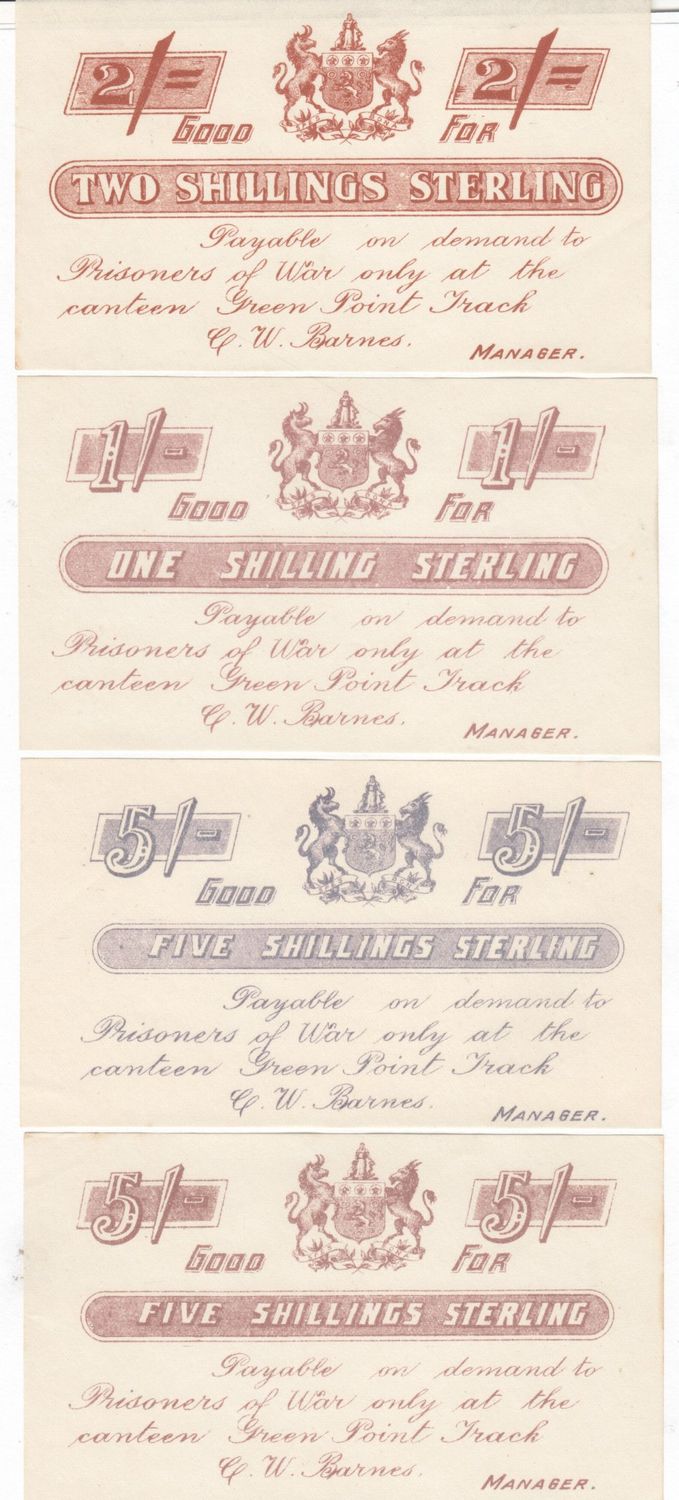 2/= 2/=
GOOD FOR
TWO SHILLINGS STERLING
Payable on demand to
Prisoners of War only at the
canteen Green Point Track
C. W. Barnes.
MANAGER.
1/- 1/-
GOOD FOR
ONE SHILLING STERLING
Payable on demand to
Prisoners of War only at the
canteen Green Point Track
C. W. Barnes.
MANAGER.
5/- 5/-
GOOD FOR
FIVE SHILLINGS STERLING
Payable on demand to
Prisoners of War only at the
canteen Green Point Track
C. W. Barnes.
MANAGER.
5/- 5/-
GOOD FOR
FIVE SHILLINGS STERLING
Payable on demand to
Prisoners of War only at the
canteen Green Point Track
C. W. Barnes.
MANAGER.